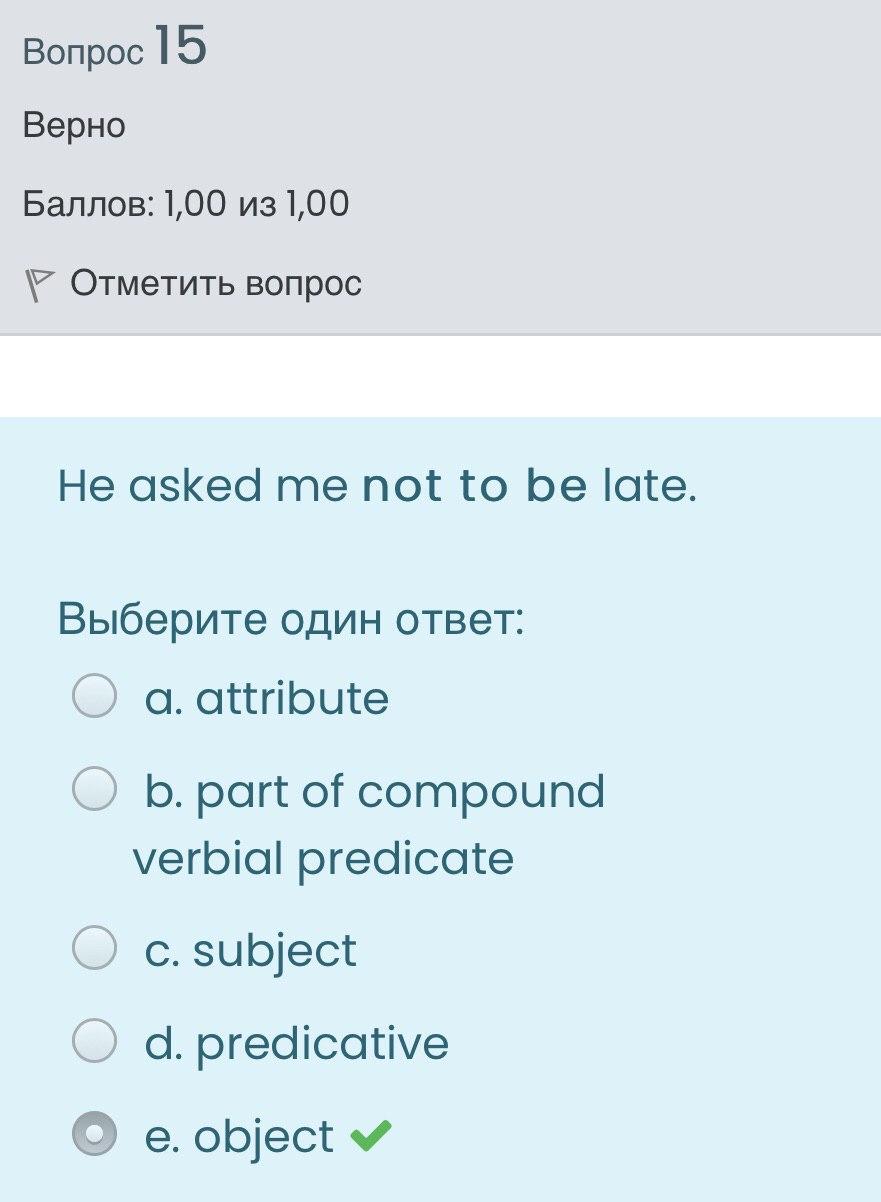 Вопрос 15
Верно
Баллов: 1,00 из 1,00
Отметить вопрос
He asked me not to be late.
Выберите один ответ:
a. attribute
b. part of compound
verbial predicate
c. subject
d. predicative
e. object